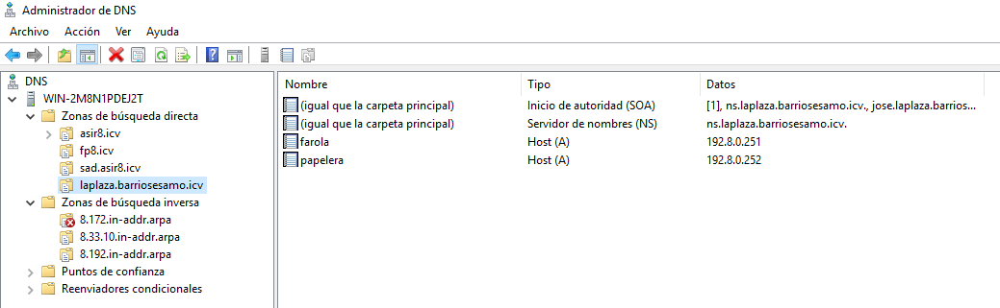 Administrador de DNS
Archivo Acción Ver Ayuda
DNS
WIN-2M8N1PDEJ2T
Zonas de búsqueda directa
asir8.icv
fp8.icv
sad.asir8.icv
laplaza.barriosesamo.icv
Zonas de búsqueda inversa
8.172.in-addr.arpa
8.33.10.in-addr.arpa
8.192.in-addr.arpa
Puntos de confianza
Reenviadores condicionales
Nombre Tipo Datos
(igual que la carpeta principal) Inicio de autoridad (SOA) [1], ns.laplaza.barriosesamo.icv., jose.laplaza.barrios...
(igual que la carpeta principal) Servidor de nombres (NS) ns.laplaza.barriosesamo.icv.
farola Host (A) 192.8.0.251
papelera Host (A) 192.8.0.252